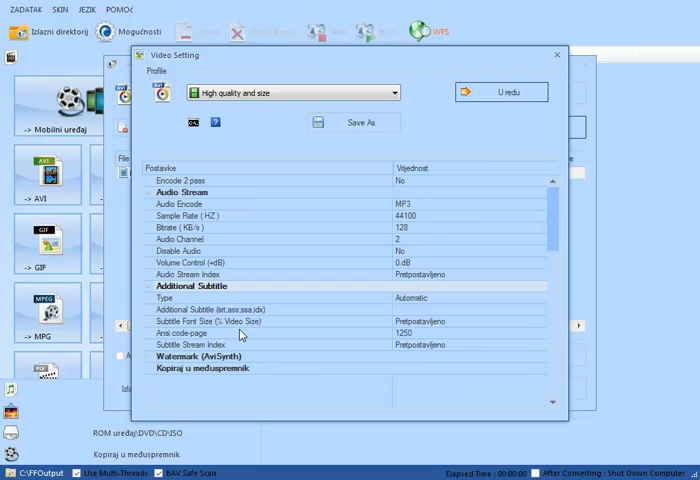 ZADATAK SKIN JEZIK POMOĆ
Izlazni direktorij
Mogućnosti
WPS
Video Setting
Profile
High quality and size
U redu
Save As
Postavke Vrijednost
Encode 2 pass No
Audio Stream
Audio Encode MP3
Sample Rate ( HZ ) 44100
Bitrate ( KB/s ) 128
Audio Channel 2
Disable Audio No
Volume Control (+dB) 0 dB
Audio Stream Index Pretpostavljeno
Additional Subtitle
Type Automatic
Additional Subtitle (srt;ass;ssa;idx)
Subtitle Font Size (% Video Size) Pretpostavljeno
Ansi code-page 1250
Subtitle Stream Index Pretpostavljeno
Watermark (AviSynth)
Kopiraj u međuspremnik
-> Mobilni uređaj
AVI
-> AVI
GIF
-> GIF
MPEG
-> MPG
File
ROM uređaj\DVD\CD\ISO
Kopiraj u međuspremnik
C:\FFOutput Use Multi-Threads BAV Safe Scan Elapsed Time : 00:00:00 After Converting : Shut Down Computer